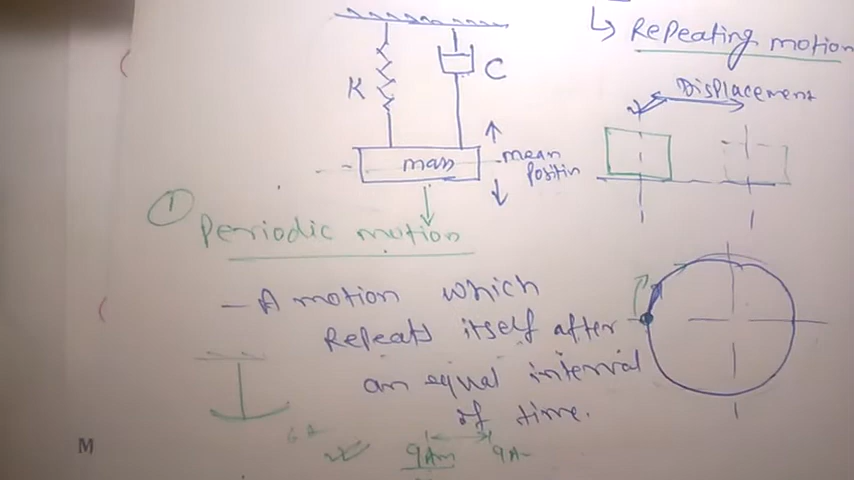 ↳ Repeating motion
Displacement
K
C
mass
mean
position
① Periodic motion
- A motion which
Repeats itself after
an equal interval
of time.
9Am 9A
M